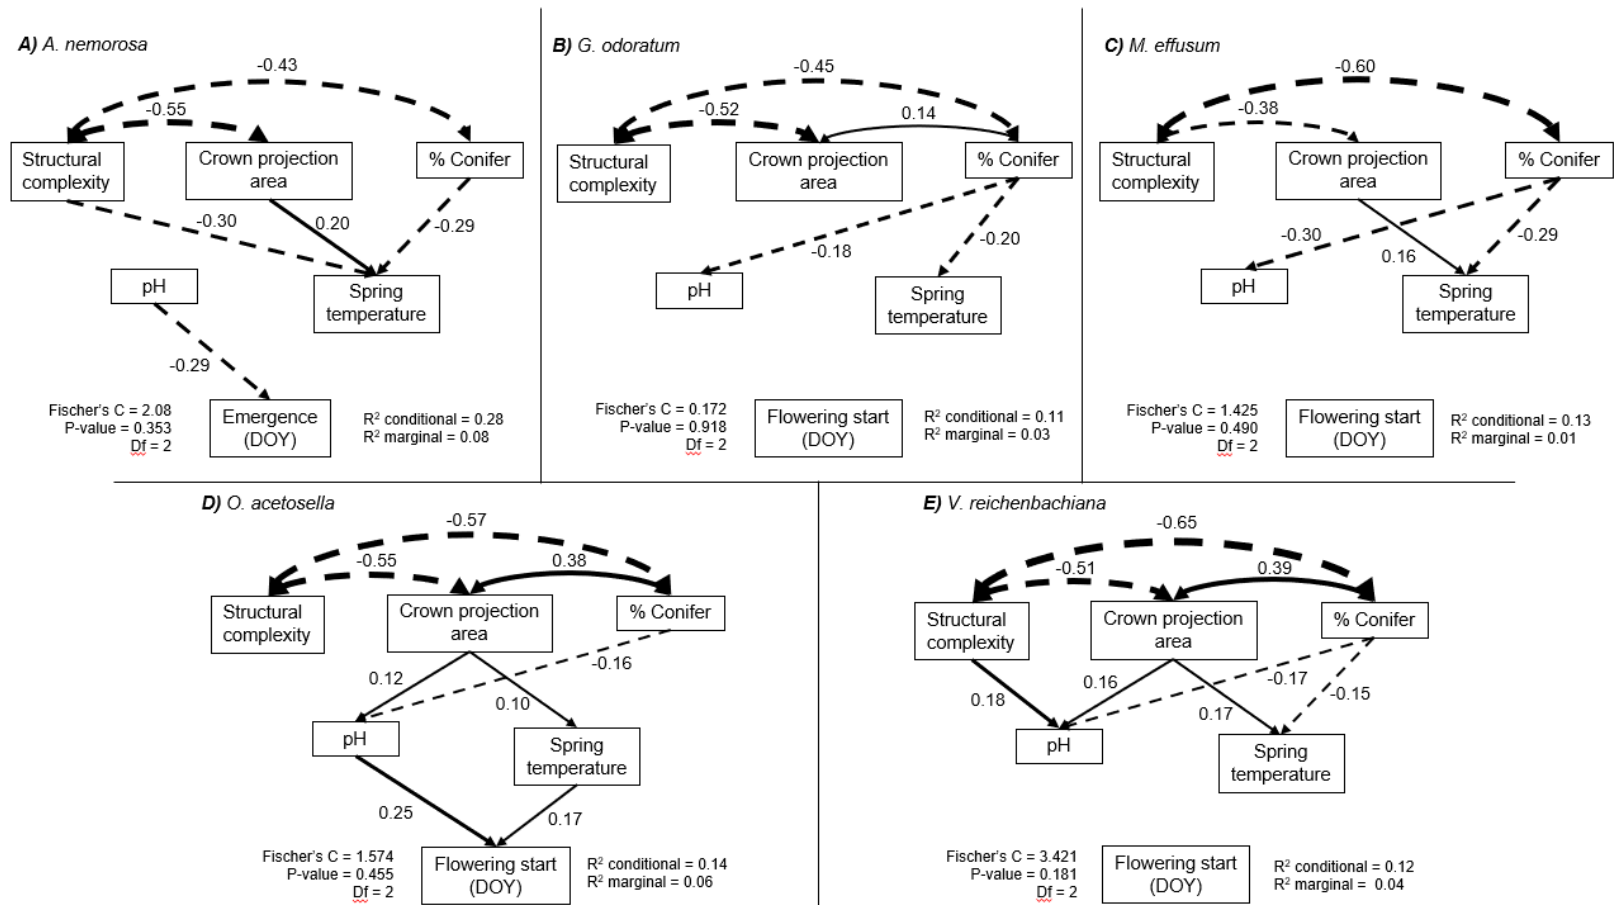 A) A. nemorosa
-0.43
-0.55
Structural
complexity
Crown projection
area
% Conifer
-0.30
0.20
-0.29
pH
Spring
temperature
-0.29
Fischer's C = 2.08
P-value = 0.353
Df = 2
Emergence
(DOY)
R² conditional = 0.28
R² marginal = 0.08
B) G. odoratum
-0.45
-0.52
0.14
Structural
complexity
Crown projection
area
% Conifer
-0.18
-0.20
pH
Spring
temperature
Fischer's C = 0.172
P-value = 0.918
Df = 2
Flowering start
(DOY)
R² conditional = 0.11
R² marginal = 0.03
C) M. effusum
-0.60
-0.38
Structural
complexity
Crown projection
area
% Conifer
-0.30
0.16
-0.29
pH
Spring
temperature
Fischer's C = 1.425
P-value = 0.490
Df = 2
Flowering start
(DOY)
R² conditional = 0.13
R² marginal = 0.01
D) O. acetosella
-0.57
-0.55
0.38
Structural
complexity
Crown projection
area
% Conifer
0.12
0.10
-0.16
pH
Spring
temperature
0.25
0.17
Fischer's C = 1.574
P-value = 0.455
Df = 2
Flowering start
(DOY)
R² conditional = 0.14
R² marginal = 0.06
E) V. reichenbachiana
-0.65
-0.51
0.39
Structural
complexity
Crown projection
area
% Conifer
0.18
0.16
0.17
-0.17
-0.15
pH
Spring
temperature
Fischer's C = 3.421
P-value = 0.181
Df = 2
Flowering start
(DOY)
R² conditional = 0.12
R² marginal = 0.04